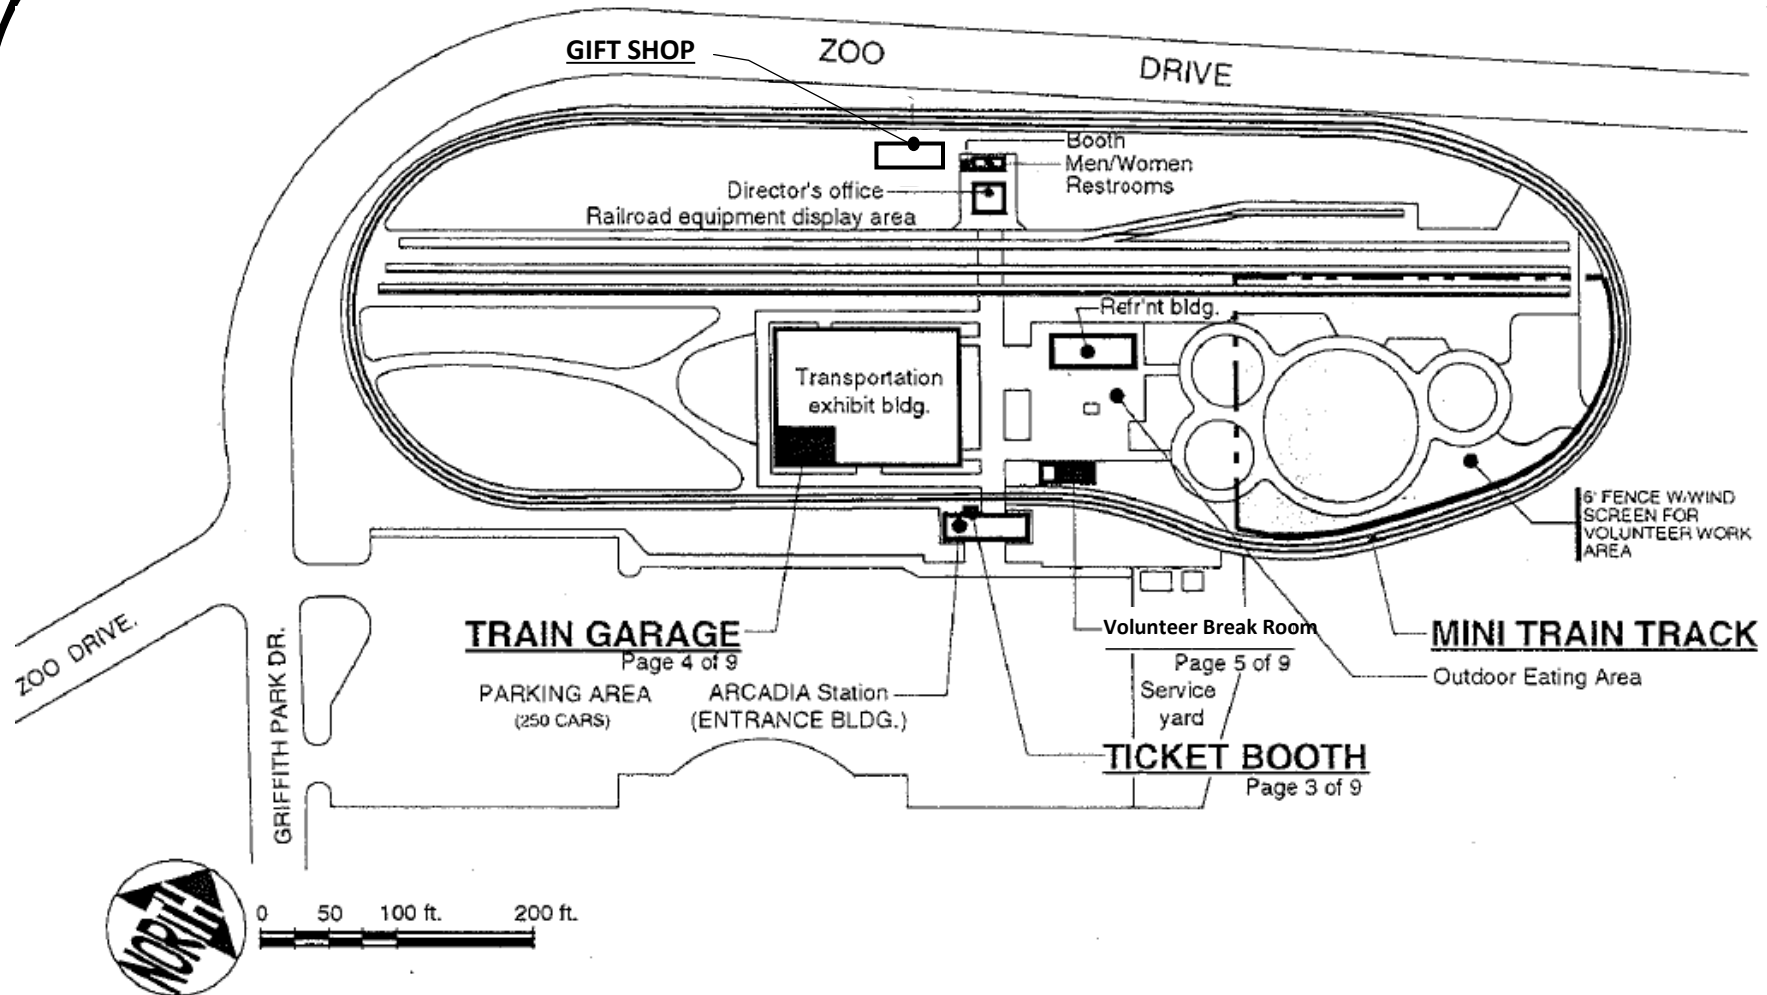 GIFT SHOP
ZOO
DRIVE
Booth
Men/Women
Restrooms
Director's office
Railroad equipment display area
Refr'nt bldg.
Transportation
exhibit bldg.
6' FENCE W/WIND
SCREEN FOR
VOLUNTEER WORK
AREA
ZOO DRIVE.
GRIFFITH PARK DR.
TRAIN GARAGE
Page 4 of 9
PARKING AREA
(250 CARS)
ARCADIA Station
(ENTRANCE BLDG.)
Volunteer Break Room
Page 5 of 9
Service
yard
MINI TRAIN TRACK
Outdoor Eating Area
TICKET BOOTH
Page 3 of 9
NORTH
0 50 100 ft. 200 ft.